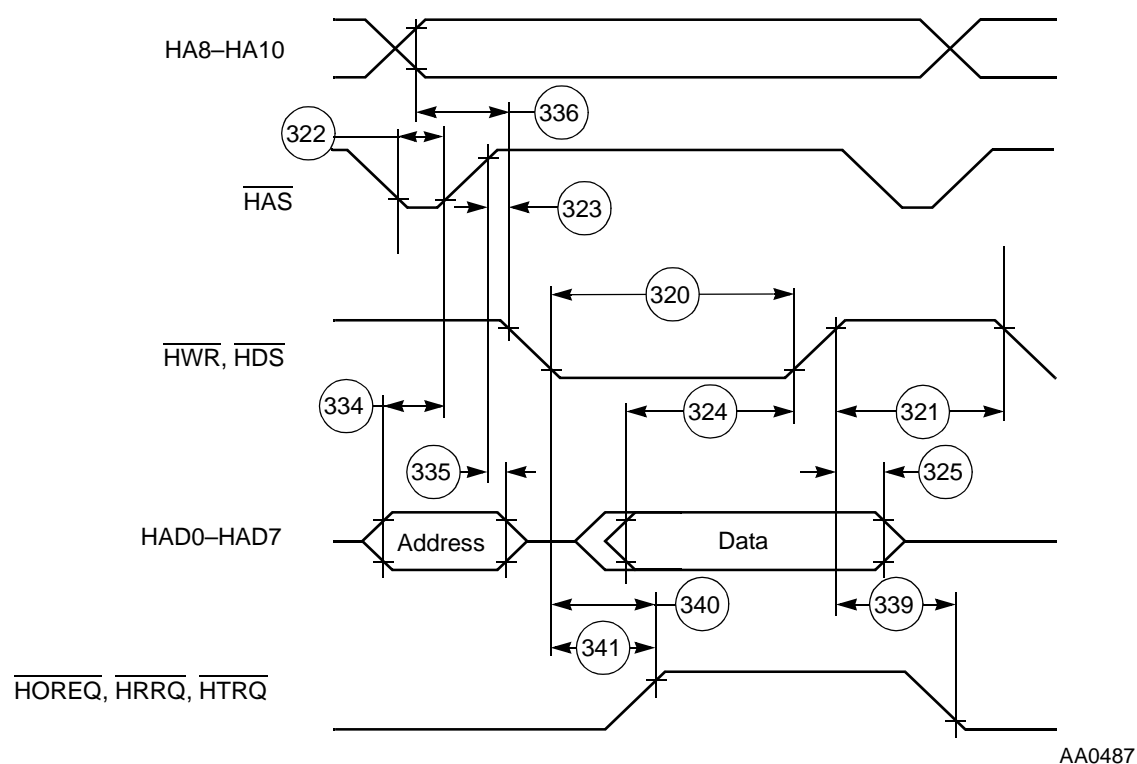 HA8–HA10
336
322
HAS
323
320
HWR, HDS
334
324
321
335
325
HAD0–HAD7
Address
Data
340
339
341
HOREQ, HRRQ, HTRQ
AA0487